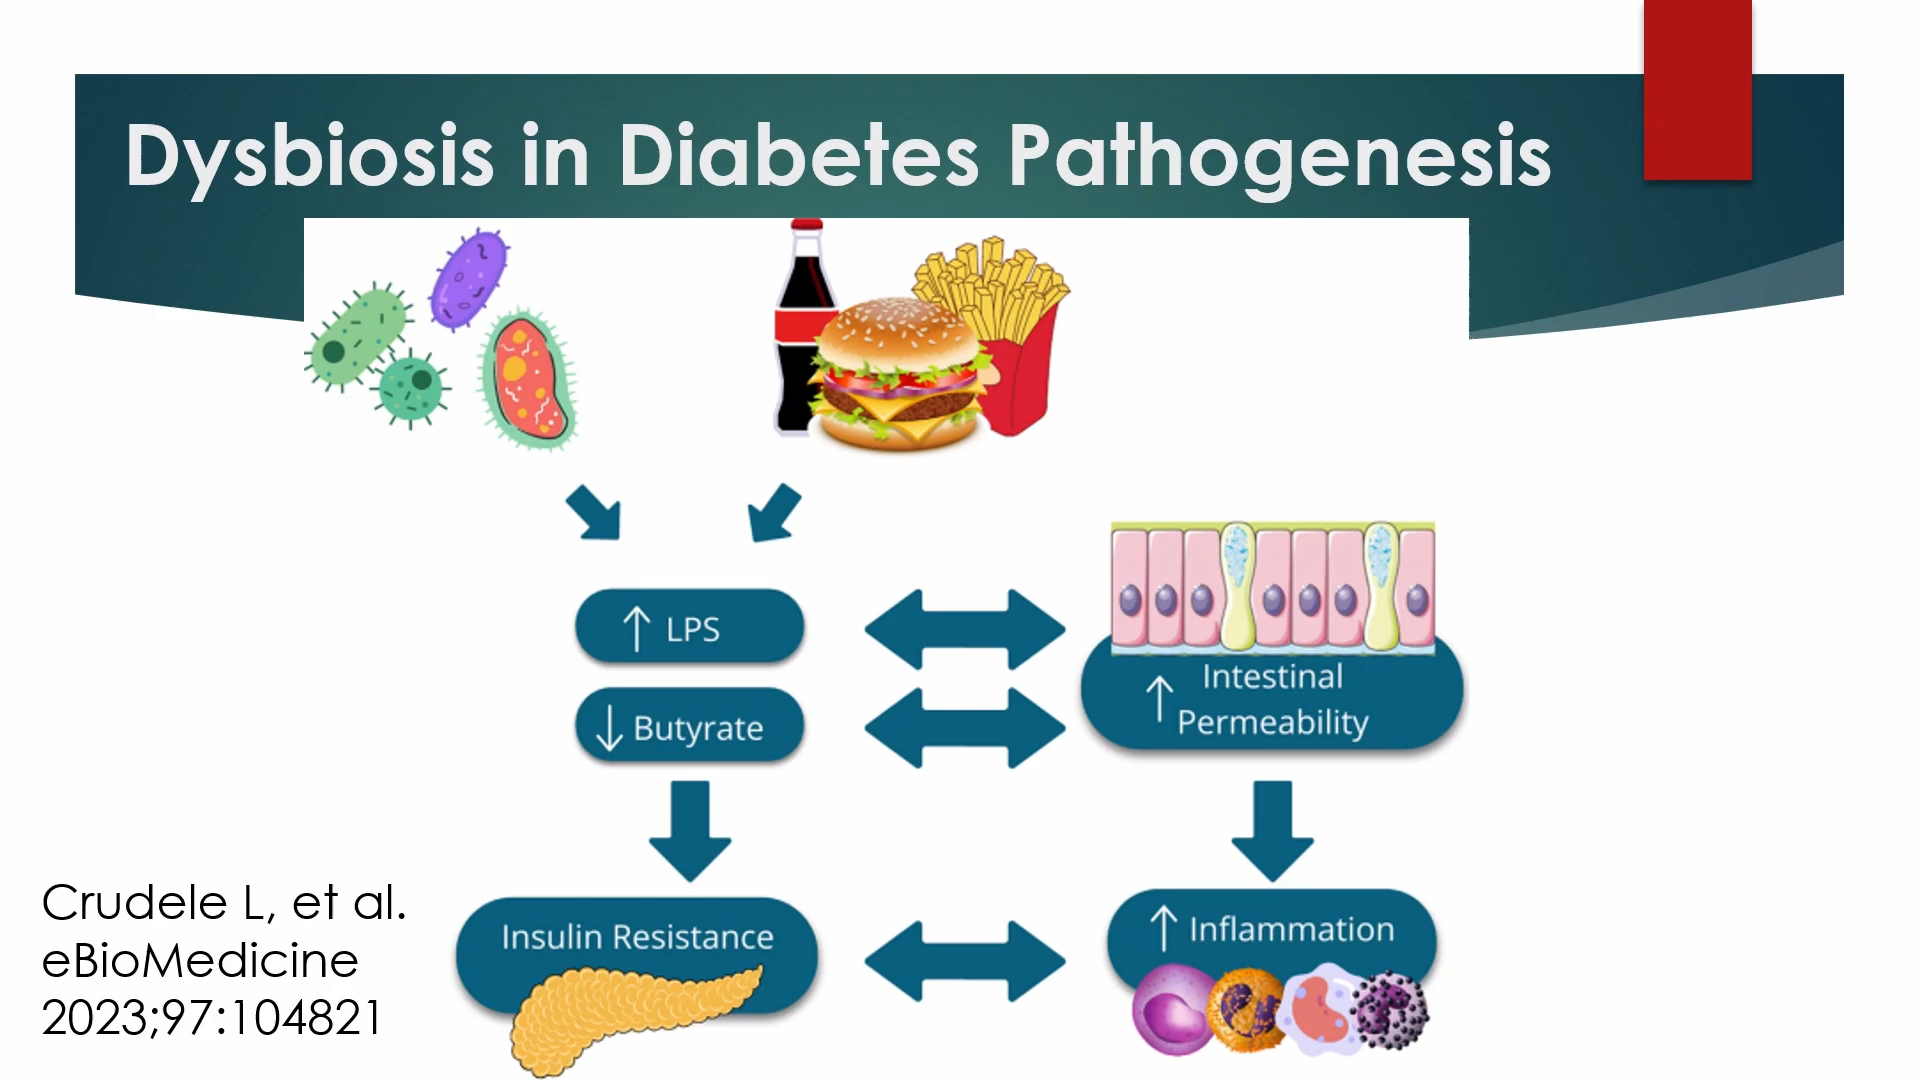 Dysbiosis in Diabetes Pathogenesis
↑ LPS
↓ Butyrate
↑ Intestinal
Permeability
Insulin Resistance
↑ Inflammation
Crudele L, et al.
eBioMedicine
2023;97:104821